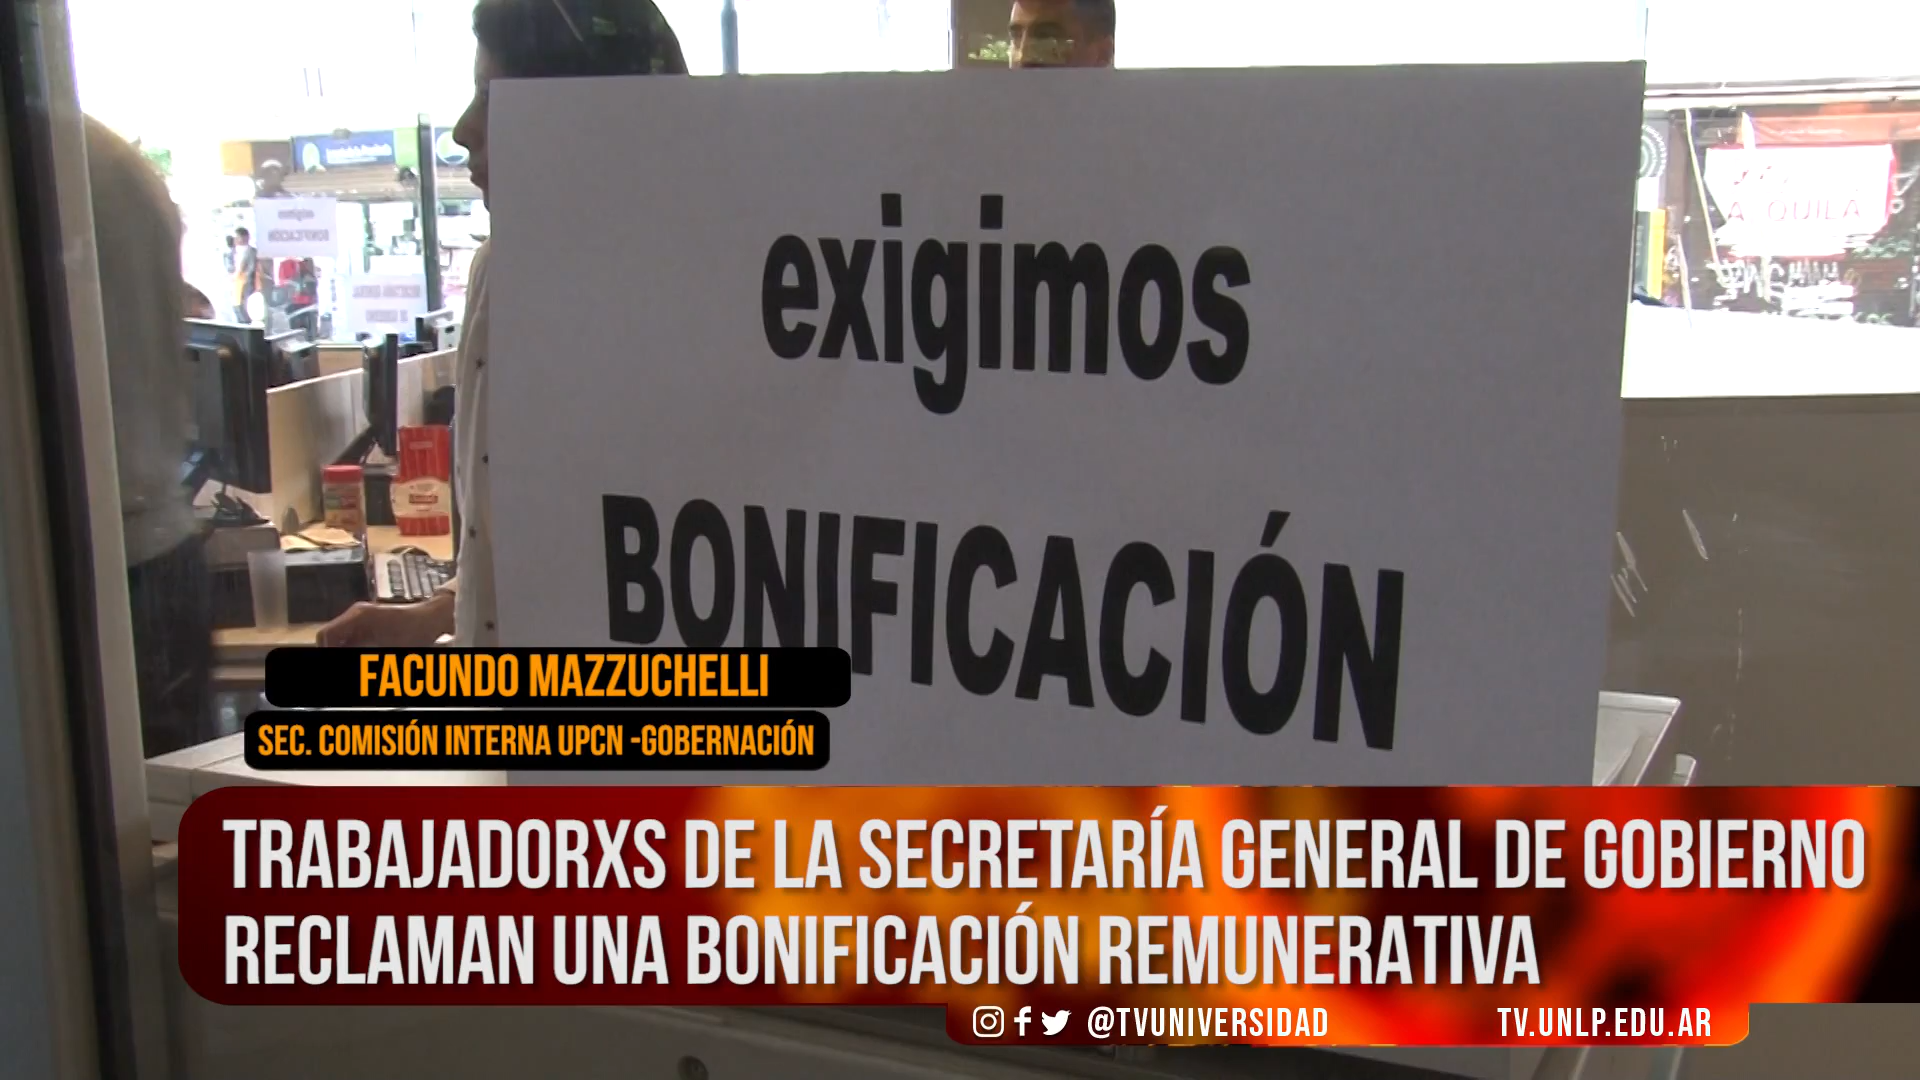 exigimos
BONIFICACIÓN
FACUNDO MAZZUCHELLI
SEC. COMISIÓN INTERNA UPCN -GOBERNACIÓN
TRABAJADORXS DE LA SECRETARÍA GENERAL DE GOBIERNO
RECLAMAN UNA BONIFICACIÓN REMUNERATIVA
@TVUNIVERSIDAD
TV.UNLP.EDU.AR